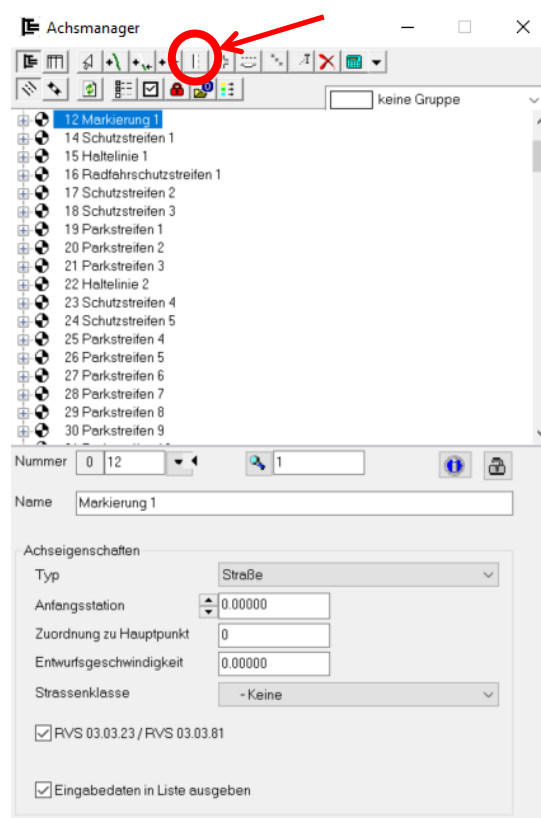 Achsmanager
keine Gruppe
12 Markierung 1
14 Schutzstreifen 1
15 Haltelinie 1
16 Radfahrschutzstreifen 1
17 Schutzstreifen 2
18 Schutzstreifen 3
19 Parkstreifen 1
20 Parkstreifen 2
21 Parkstreifen 3
22 Haltelinie 2
23 Schutzstreifen 4
24 Schutzstreifen 5
25 Parkstreifen 4
26 Parkstreifen 5
27 Parkstreifen 6
28 Parkstreifen 7
29 Parkstreifen 8
30 Parkstreifen 9
Nummer 0 12 1
Name Markierung 1
Achseigenschaften
Typ Straße
Anfangsstation 0.00000
Zuordnung zu Hauptpunkt 0
Entwurfsgeschwindigkeit 0.00000
Strassenklasse - Keine
RVS 03.03.23 / RVS 03.03.81
Eingabedaten in Liste ausgeben